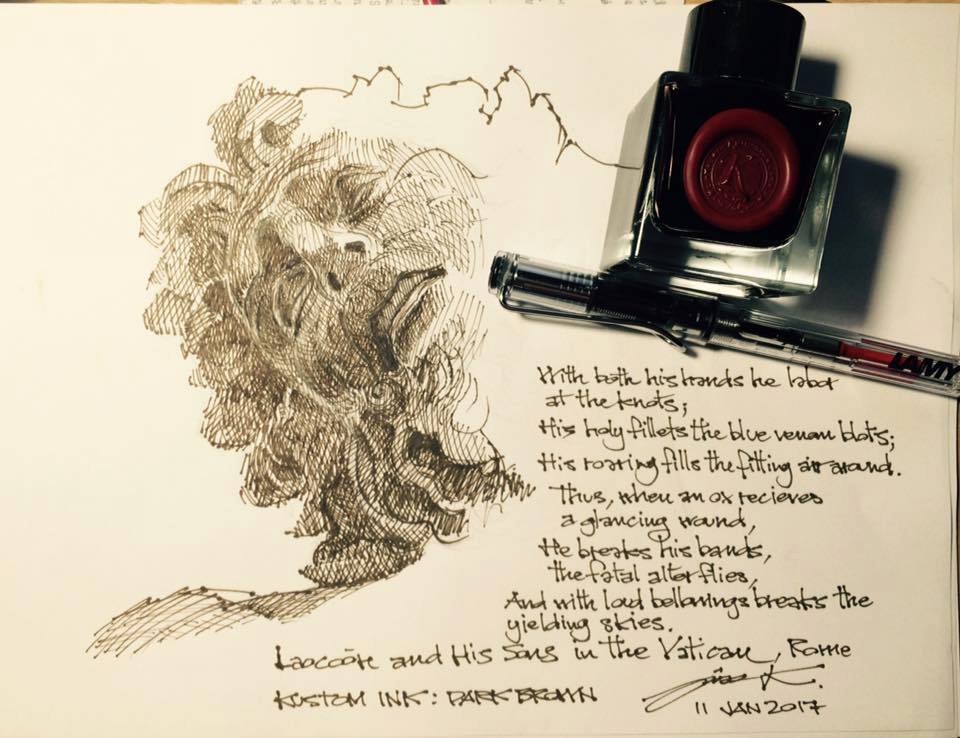 LAMY
With both his hands he labor
at the knots;
His holy fillets the blue venom blots;
His roaring fills the fitting air around.
Thus, when an ox recieves
a glancing wound,
He breaks his bands,
the fatal alter flies,
And with loud bellowings breaks the
yielding skies.
Laocoön and His Sons in the Vatican, Rome
KUSTOM INK: DARK BROWN
11 JAN 2017